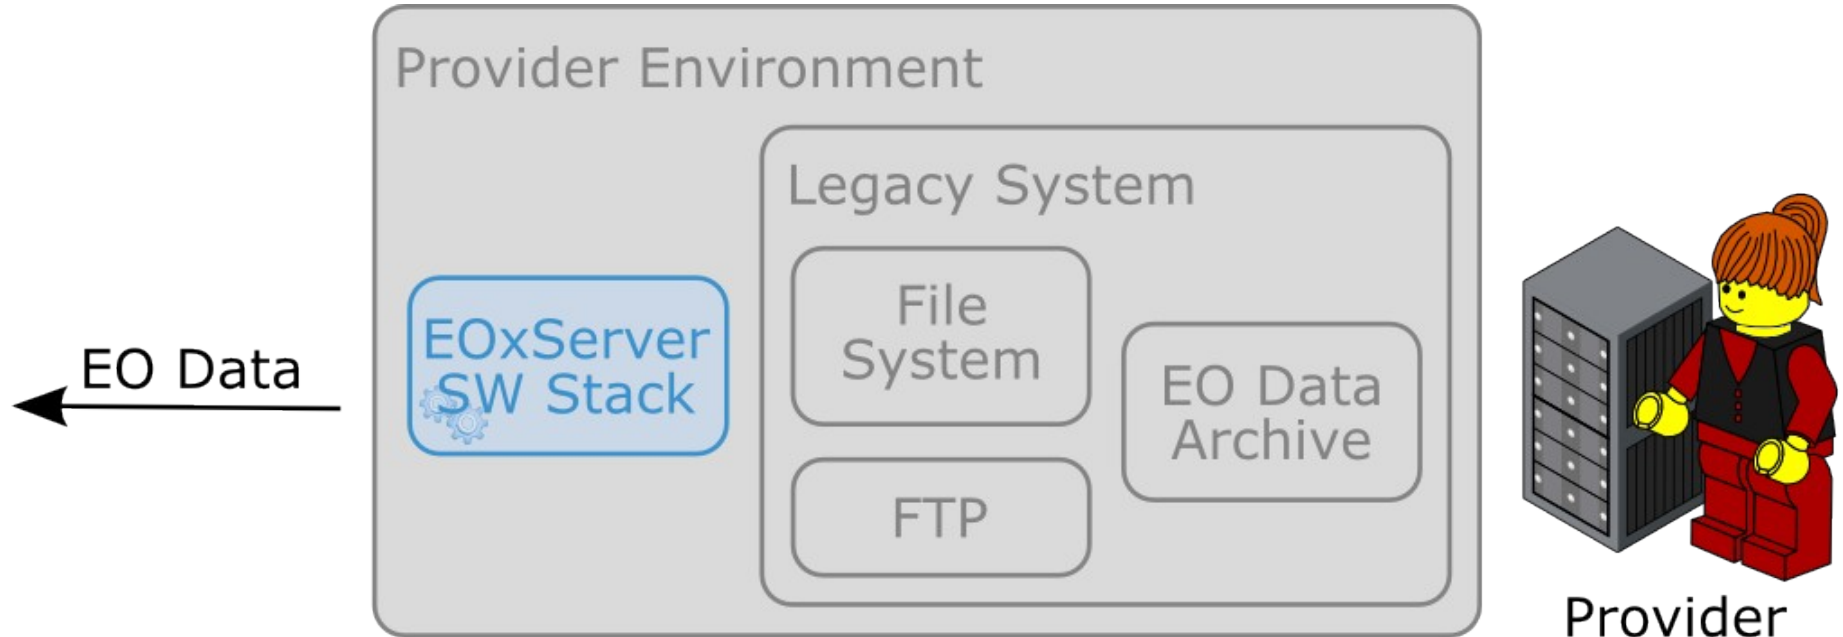 Provider Environment
Legacy System
EO Data
EOxServer
SW Stack
File
System
EO Data
Archive
FTP
Provider